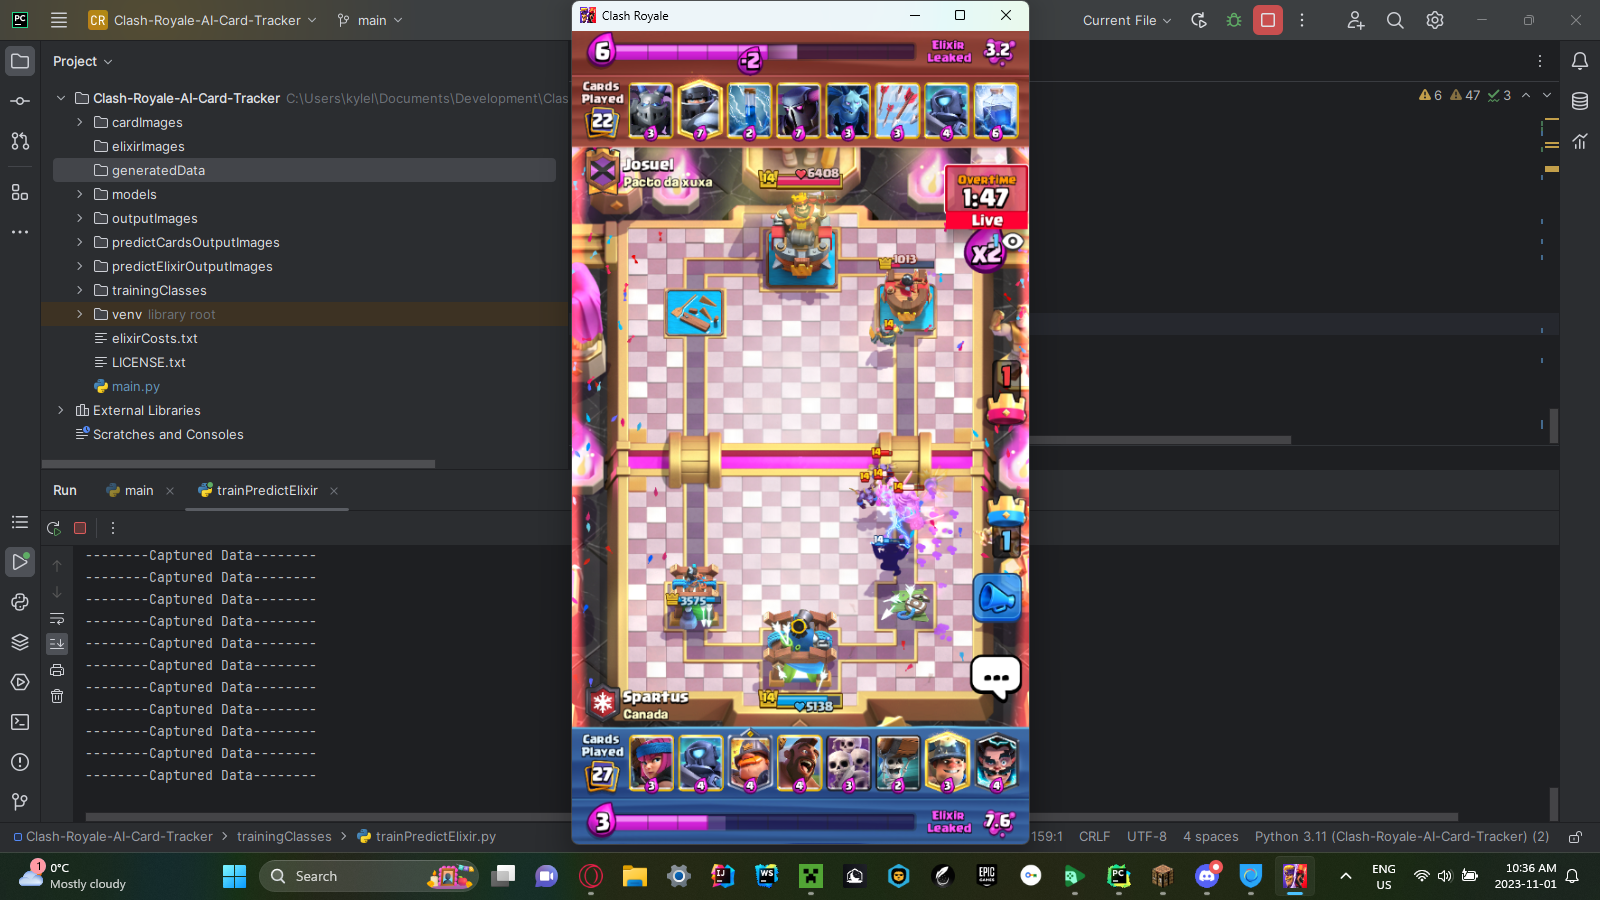 PC
CR Clash-Royale-AI-Card-Tracker
main
Clash Royale
Current File
Project
Clash-Royale-AI-Card-Tracker C:\Users\kylel\Documents\Development\Clas
cardImages
elixirImages
generatedData
models
outputImages
predictCardsOutputImages
predictElixirOutputImages
trainingClasses
venv library root
elixirCosts.txt
LICENSE.txt
main.py
External Libraries
Scratches and Consoles
6 47 3
Run main trainPredictElixir
--------Captured Data--------
--------Captured Data--------
--------Captured Data--------
--------Captured Data--------
--------Captured Data--------
--------Captured Data--------
--------Captured Data--------
--------Captured Data--------
--------Captured Data--------
--------Captured Data--------
--------Captured Data--------
6
-2
Elixir Leaked 3.2
Cards Played 22
3 7 2 7 3 3 4 6
Josuel
Pacto da xuxa
14 6408
Overtime
1:47
Live
x2
1
1013
14
1
14
14 14
14
1
14
3575
Spartus
Canada
14 5138
...
Cards Played 27
3 4 4 4 3 2 3 4
3
Elixir Leaked 7.6
Clash-Royale-AI-Card-Tracker > trainingClasses > trainPredictElixir.py
159:1 CRLF UTF-8 4 spaces Python 3.11 (Clash-Royale-AI-Card-Tracker) (2)
1
0°C
Mostly cloudy
Search
IJ
WS
EPIC GAMES
PC
ENG
US
10:36 AM
2023-11-01